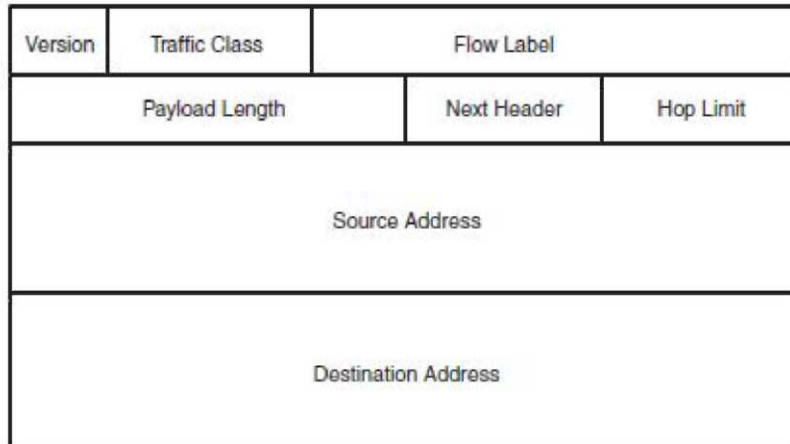 Version Traffic Class Flow Label
Payload Length Next Header Hop Limit
Source Address
Destination Address